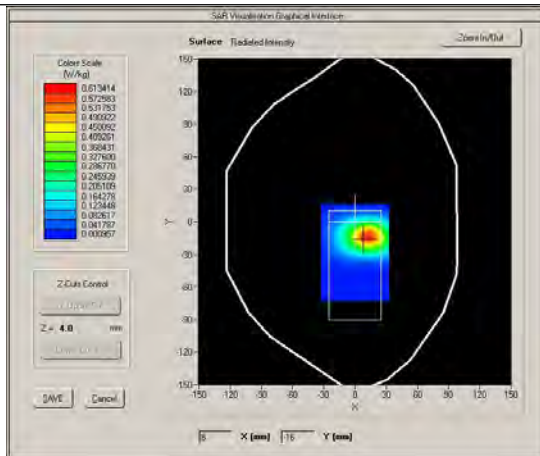 SAR Visualisation Graphical Interface
Surface Radiated Intensity
Zoom In/Out
Colors Scale
(W/kg)
0.613414
0.572583
0.531753
0.490922
0.450092
0.409261
0.368431
0.327600
0.286770
0.245939
0.205109
0.164278
0.123448
0.082617
0.041787
0.000957
150
120
90
60
30
0
-30
-60
-90
-120
-150
Y
-150 -120 -90 -60 -30 0 30 60 90 120 150
X
Z-Cuts Control
Z = 4.0 mm
SAVE Cancel
X (mm) -16 Y (mm)